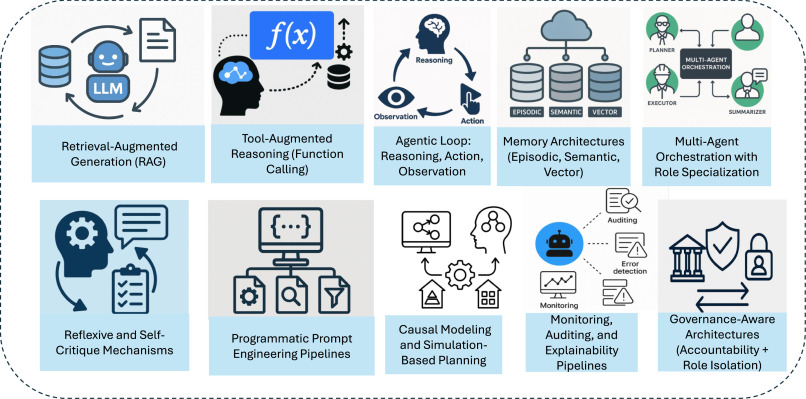 LLM
Retrieval-Augmented
Generation (RAG)
f(x)
Tool-Augmented
Reasoning (Function
Calling)
Reasoning
Observation
Action
Agentic Loop:
Reasoning, Action,
Observation
EPISODIC
SEMANTIC
VECTOR
Memory Architectures
(Episodic, Semantic,
Vector)
PLANNER
MULTI-AGENT
ORCHESTRATION
EXECUTOR
SUMMARIZER
Multi-Agent
Orchestration with
Role Specialization
Reflexive and Self-
Critique Mechanisms
{...}
Programmatic Prompt
Engineering Pipelines
Causal Modeling
and Simulation-
Based Planning
Auditing
Error
detection
Monitoring
Monitoring,
Auditing, and
Explainability
Pipelines
Governance-Aware
Architectures
(Accountability +
Role Isolation)